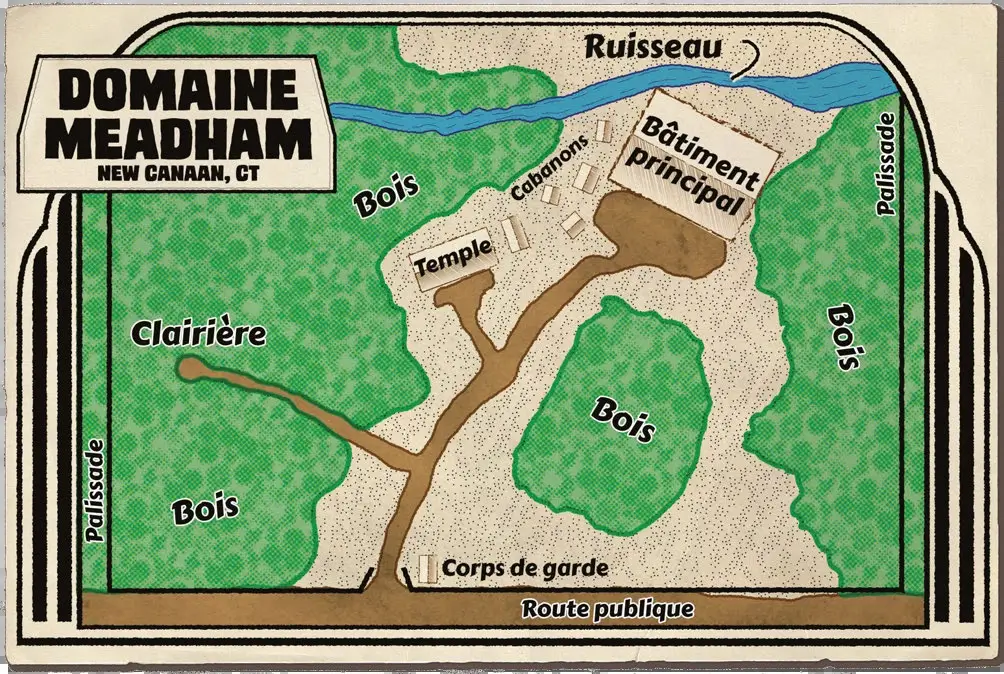 DOMAINE
MEADHAM
NEW CANAAN, CT
Ruisseau
Bâtiment
principal
Palissade
Cabanons
Bois
Temple
Clairière
Bois
Bois
Palissade
Bois
Corps de garde
Route publique